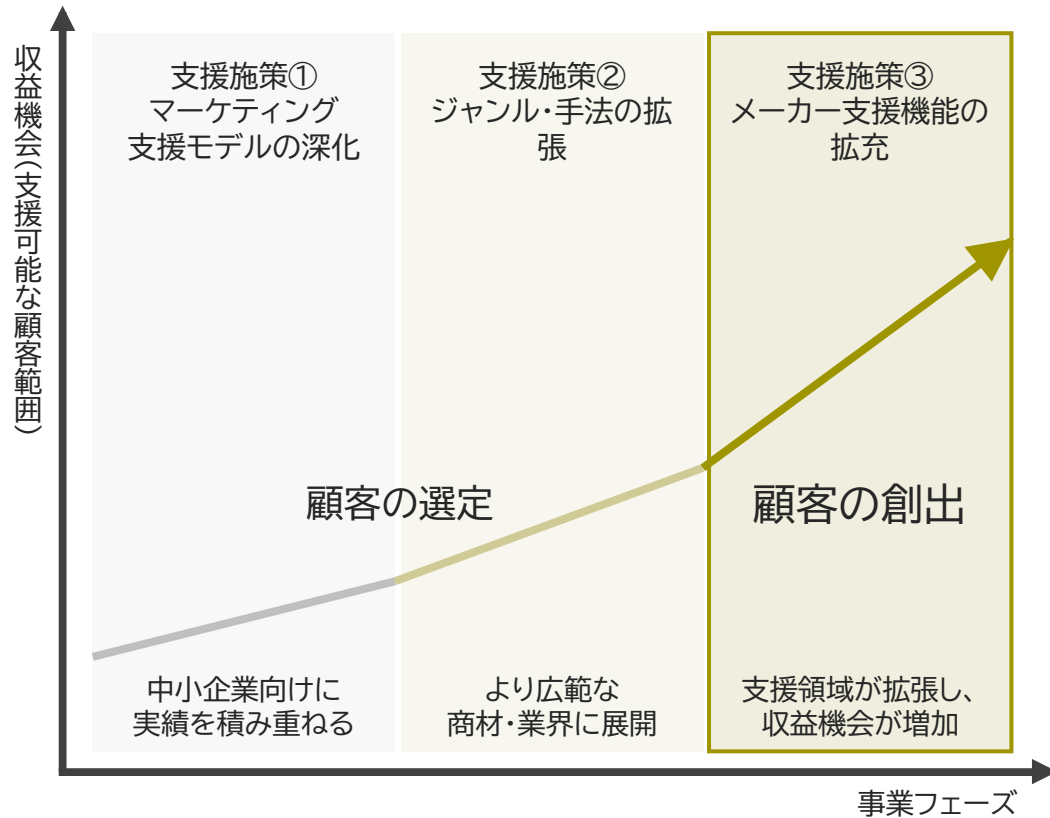 収益機会(支援可能な顧客範囲)
支援施策①
マーケティング
支援モデルの深化
支援施策②
ジャンル・手法の拡
張
支援施策③
メーカー支援機能の
拡充
顧客の選定
顧客の創出
中小企業向けに
実績を積み重ねる
より広範な
商材・業界に展開
支援領域が拡張し、
収益機会が増加
事業フェーズ